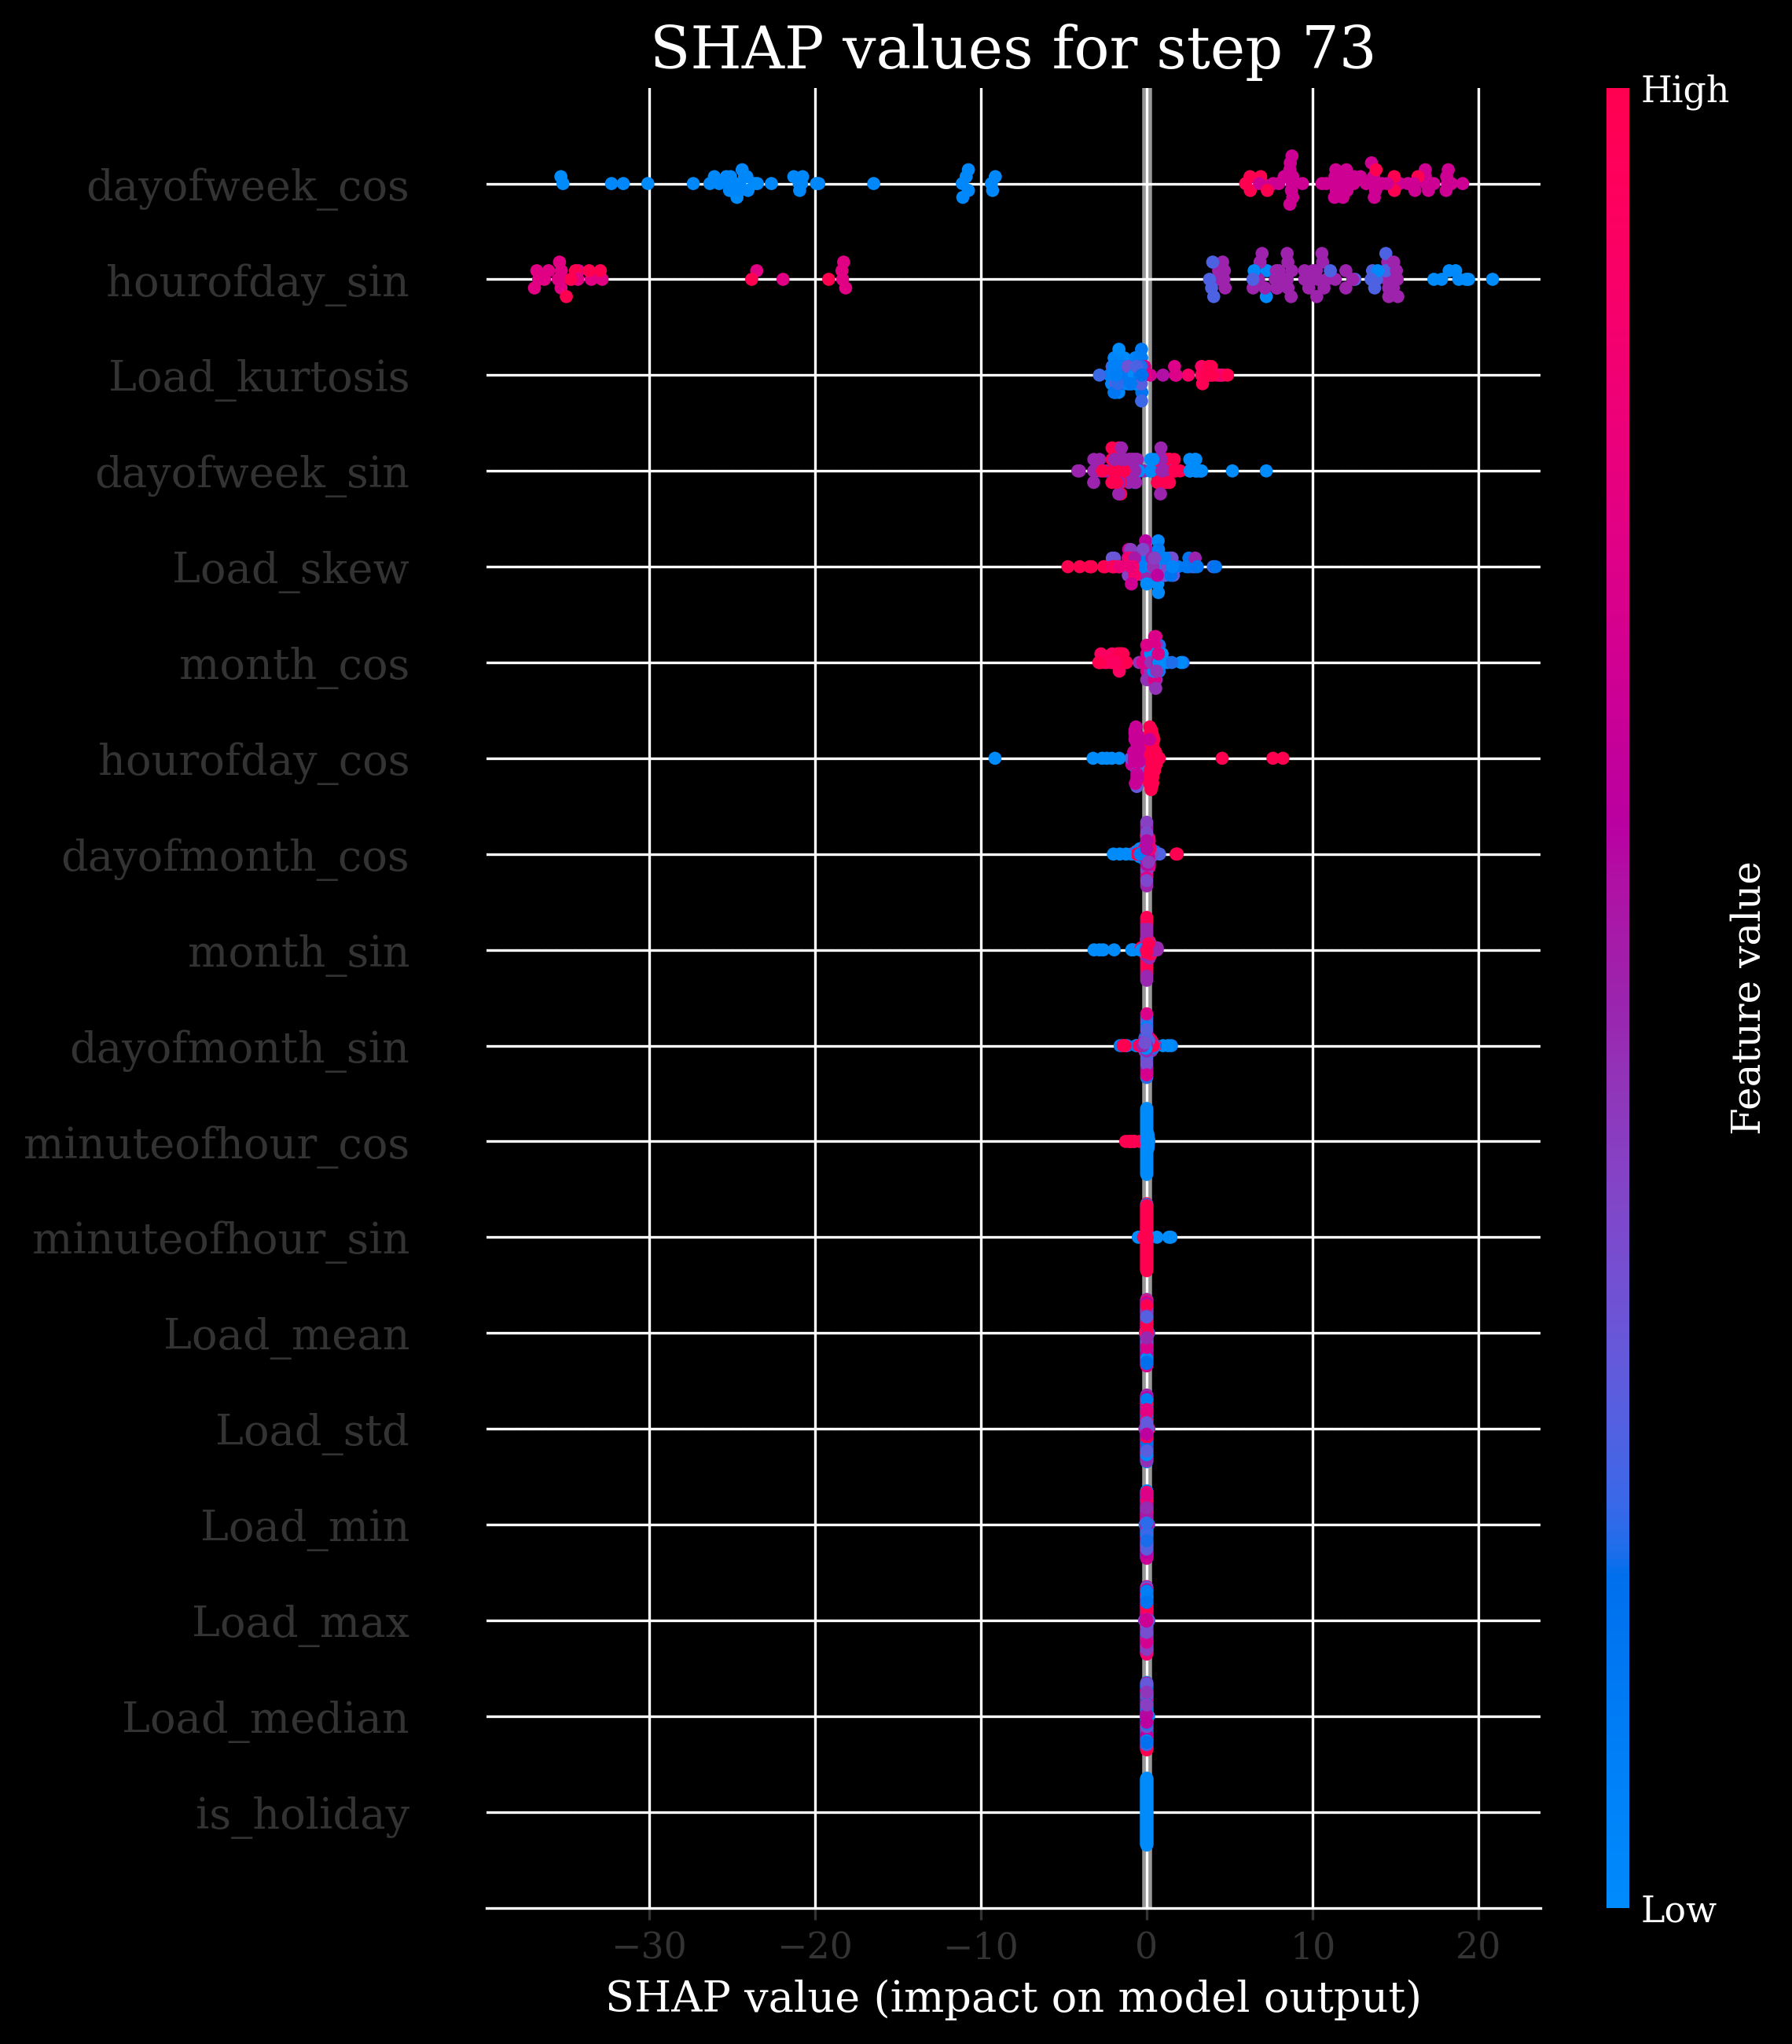 SHAP values for step 73
High
dayofweek_cos
hourofday_sin
Load_kurtosis
dayofweek_sin
Load_skew
month_cos
hourofday_cos
dayofmonth_cos
month_sin
dayofmonth_sin
minuteofhour_cos
minuteofhour_sin
Load_mean
Load_std
Load_min
Load_max
Load_median
is_holiday
Feature value
Low
−30 −20 −10 0 10 20
SHAP value (impact on model output)